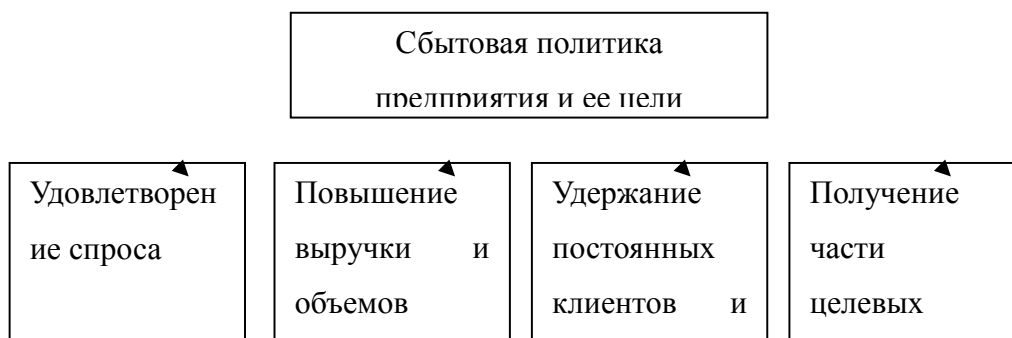 Сбытовая политика
предприятия и ее цели
Удовлетворен
ие спроса
Повышение
выручки и
объемов
Удержание
постоянных
клиентов и
Получение
части
целевых